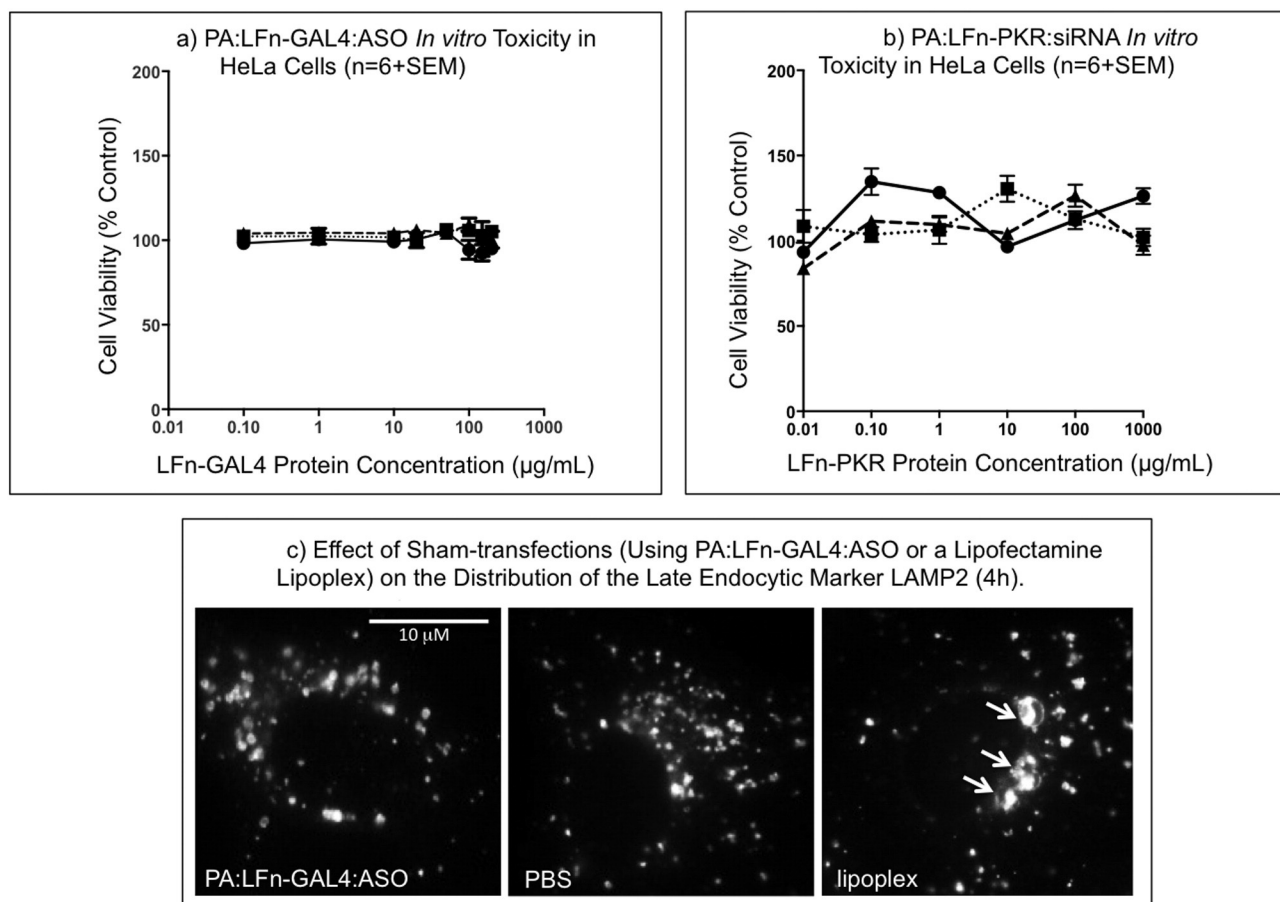 a) PA:LFn-GAL4:ASO In vitro Toxicity in
HeLa Cells (n=6+SEM)
200
150
100
50
0
0.01
0.10
1
10
100
1000
Cell Viability (% Control)
LFn-GAL4 Protein Concentration (µg/mL)
b) PA:LFn-PKR:siRNA In vitro
Toxicity in HeLa Cells (n=6+SEM)
200
150
100
50
0
0.01
0.1
1
10
100
1000
Cell Viability (% Control)
LFn-PKR Protein Concentration (µg/mL)
c) Effect of Sham-transfections (Using PA:LFn-GAL4:ASO or a Lipofectamine
Lipoplex) on the Distribution of the Late Endocytic Marker LAMP2 (4h).
10 µM
PA:LFn-GAL4:ASO
PBS
lipoplex